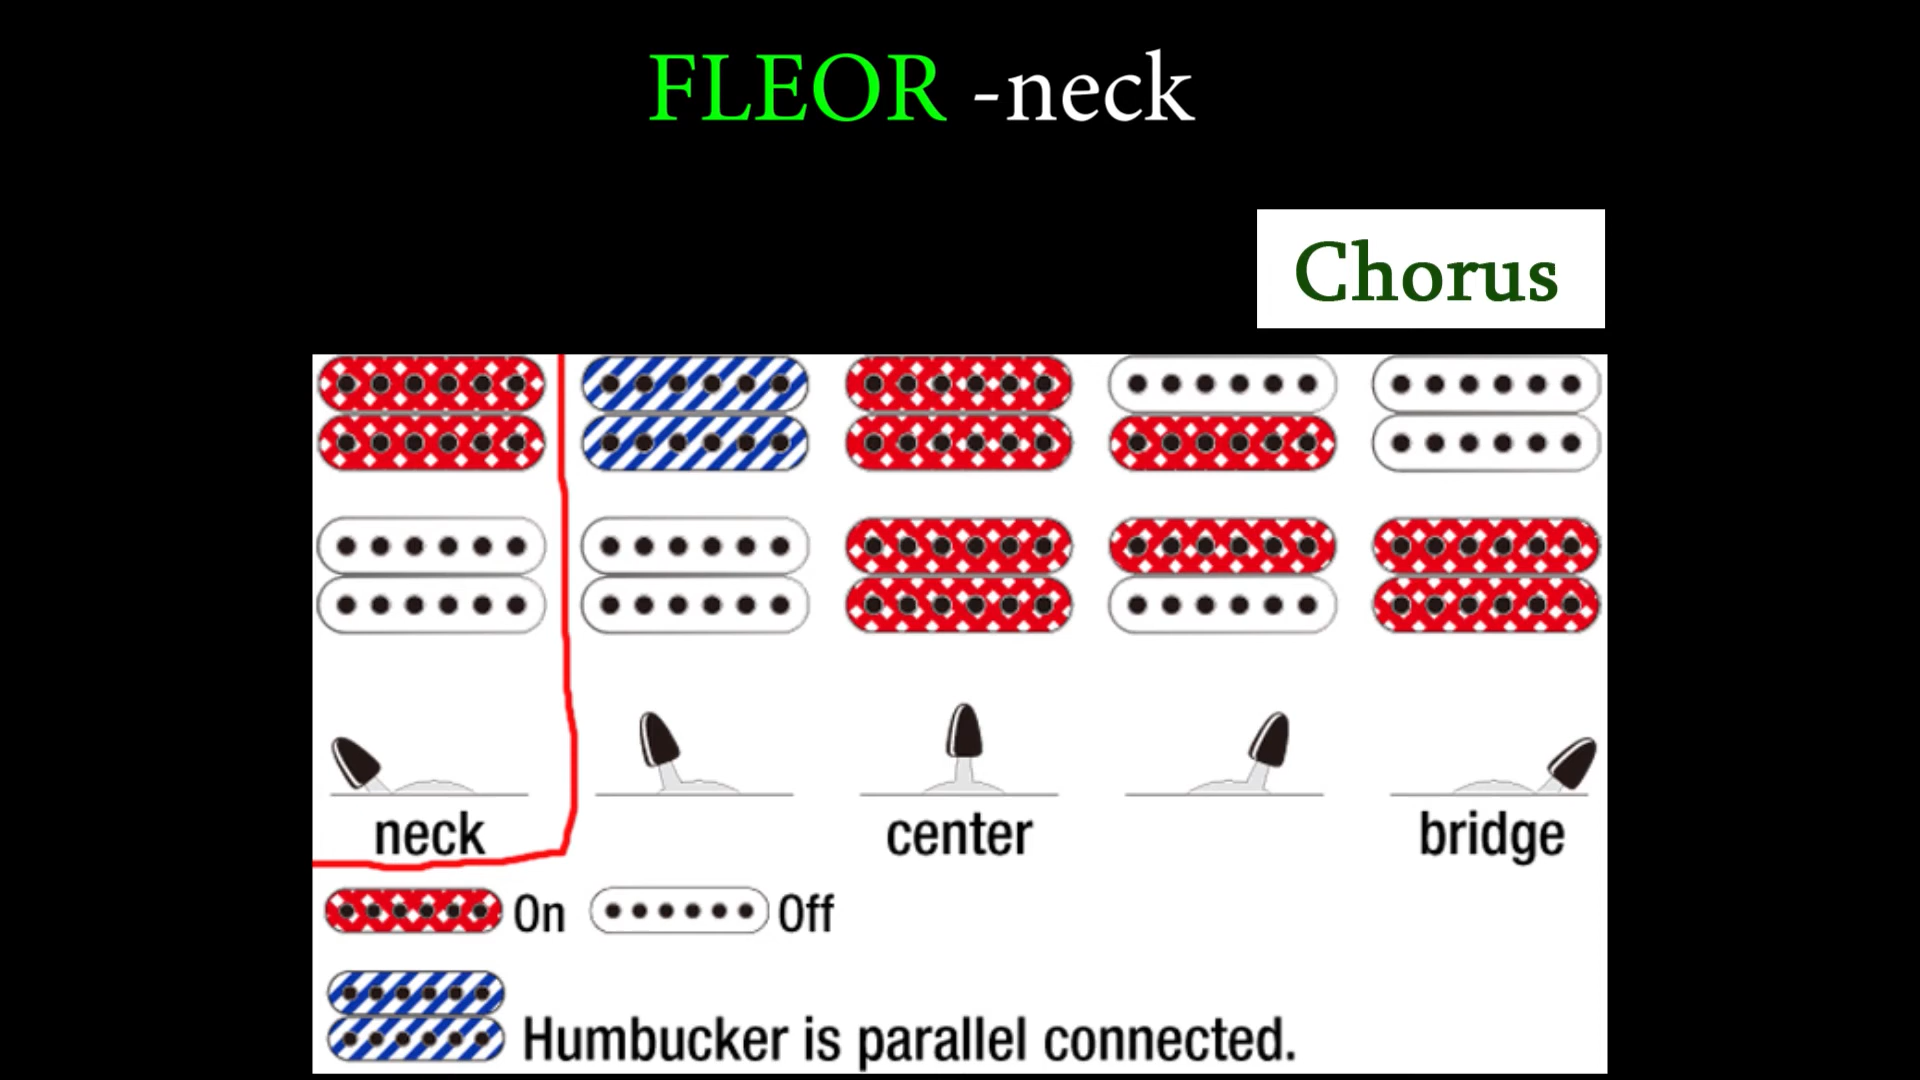 FLEOR -neck
Chorus
neck center bridge
On Off
Humbucker is parallel connected.